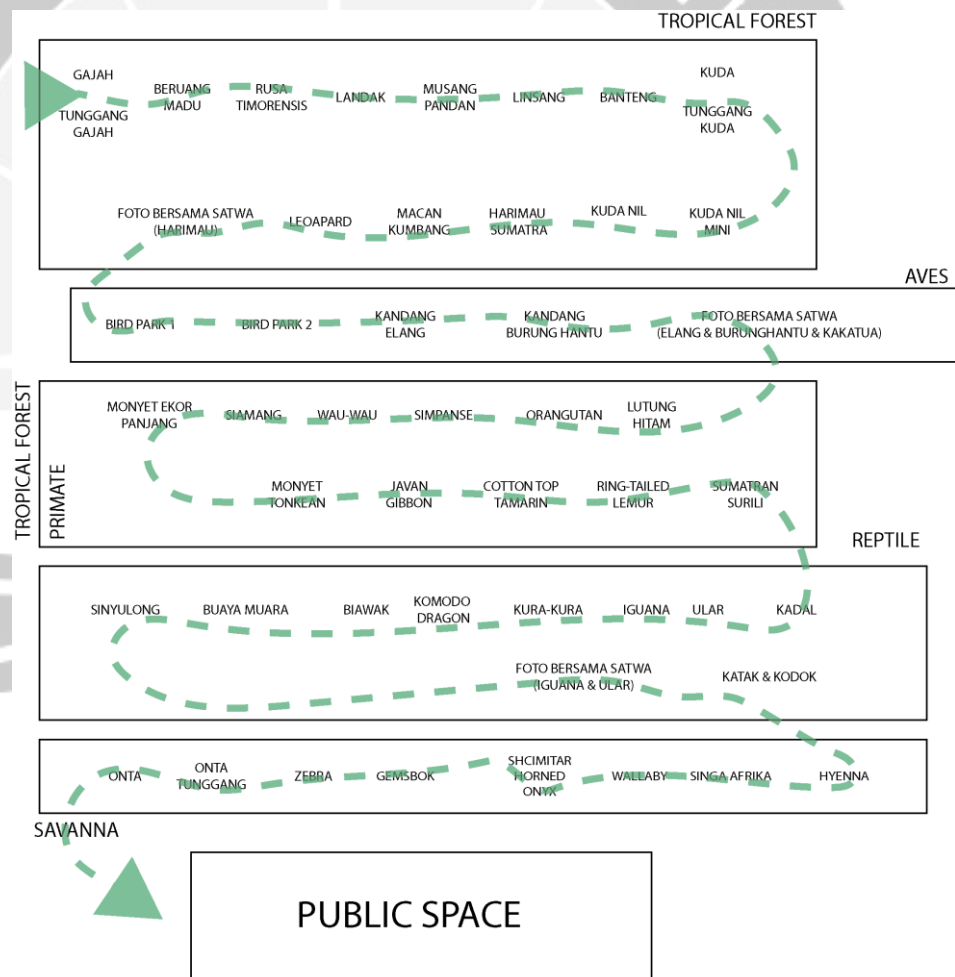 TROPICAL FOREST
GAJAH
TUNGGANG
GAJAH
BERUANG
MADU
RUSA
TIMORENSIS
LANDAK
MUSANG
PANDAN
LINSANG
BANTENG
KUDA
TUNGGANG
KUDA
FOTO BERSAMA SATWA
(HARIMAU)
LEOAPARD
MACAN
KUMBANG
HARIMAU
SUMATRA
KUDA NIL
KUDA NIL
MINI
AVES
BIRD PARK 1
BIRD PARK 2
KANDANG
ELANG
KANDANG
BURUNG HANTU
FOTO BERSAMA SATWA
(ELANG & BURUNGHANTU & KAKATUA)
TROPICAL FOREST
PRIMATE
MONYET EKOR
PANJANG
SIAMANG
WAU-WAU
SIMPANSE
ORANGUTAN
LUTUNG
HITAM
MONYET
TONKEAN
JAVAN
GIBBON
COTTON TOP
TAMARIN
RING-TAILED
LEMUR
SUMATRAN
SURILI
REPTILE
SINYULONG
BUAYA MUARA
BIAWAK
KOMODO
DRAGON
KURA-KURA
IGUANA
ULAR
KADAL
FOTO BERSAMA SATWA
(IGUANA & ULAR)
KATAK & KODOK
ONTA
ONTA
TUNGGANG
ZEBRA
GEMSBOK
SHCIMITAR
HORNED
ONYX
WALLABY
SINGA AFRIKA
HYENNA
SAVANNA
PUBLIC SPACE